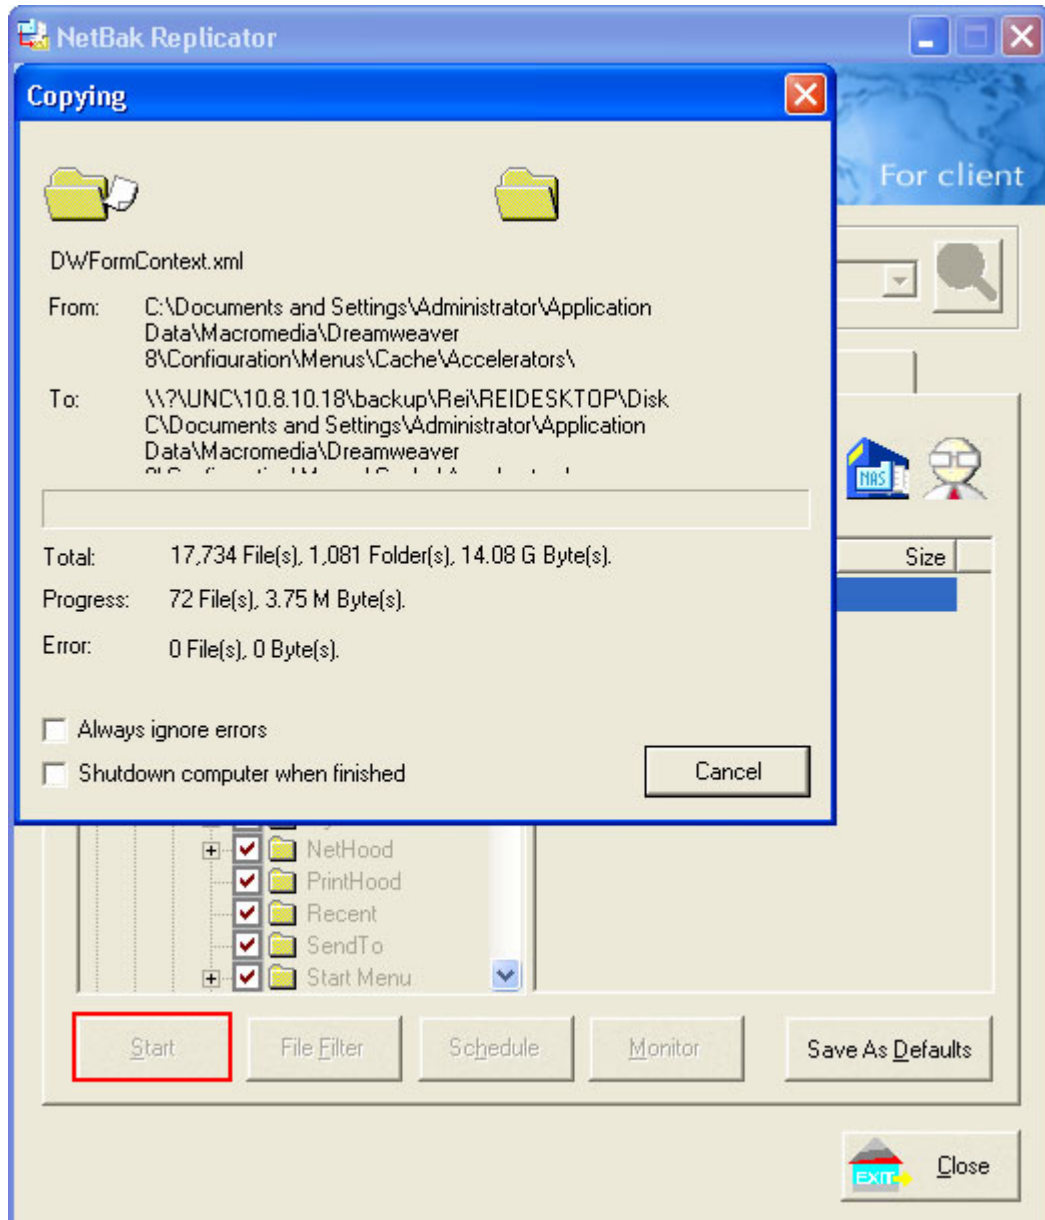 NetBak Replicator
Copying
For client
DWFormContext.xml
From: C:\Documents and Settings\Administrator\Application
Data\Macromedia\Dreamweaver
8\Configuration\Menus\Cache\Accelerators\
To: \\?\UNC\10.8.10.18\backup\Rei\REIDESKTOP\Disk
C\Documents and Settings\Administrator\Application
Data\Macromedia\Dreamweaver
NAS
Total: 17,734 File(s), 1,081 Folder(s), 14.08 G Byte(s).
Size
Progress: 72 File(s), 3.75 M Byte(s).
Error: 0 File(s), 0 Byte(s).
Always ignore errors
Shutdown computer when finished
Cancel
NetHood
PrintHood
Recent
SendTo
Start Menu
Start File Filter Schedule Monitor Save As Defaults
EXIT Close